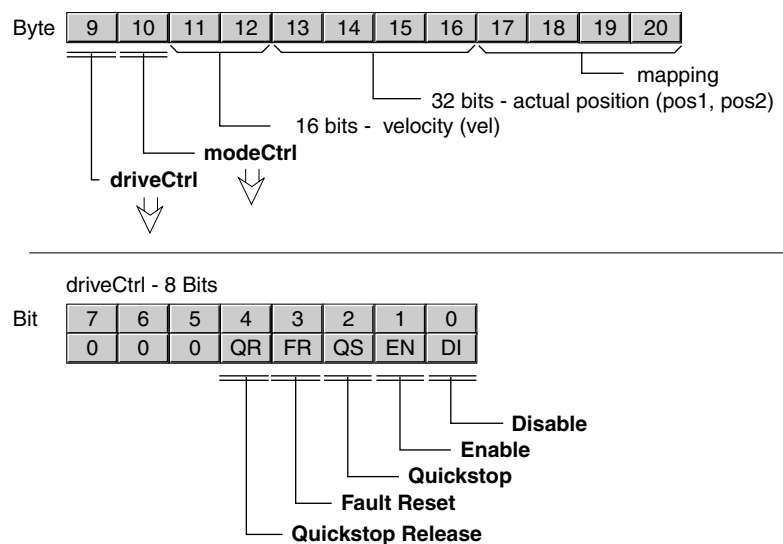 Byte 9 10 11 12 13 14 15 16 17 18 19 20
mapping
32 bits - actual position (pos1, pos2)
16 bits - velocity (vel)
modeCtrl
driveCtrl
driveCtrl - 8 Bits
Bit 7 6 5 4 3 2 1 0
0 0 0 QR FR QS EN DI
Disable
Enable
Quickstop
Fault Reset
Quickstop Release